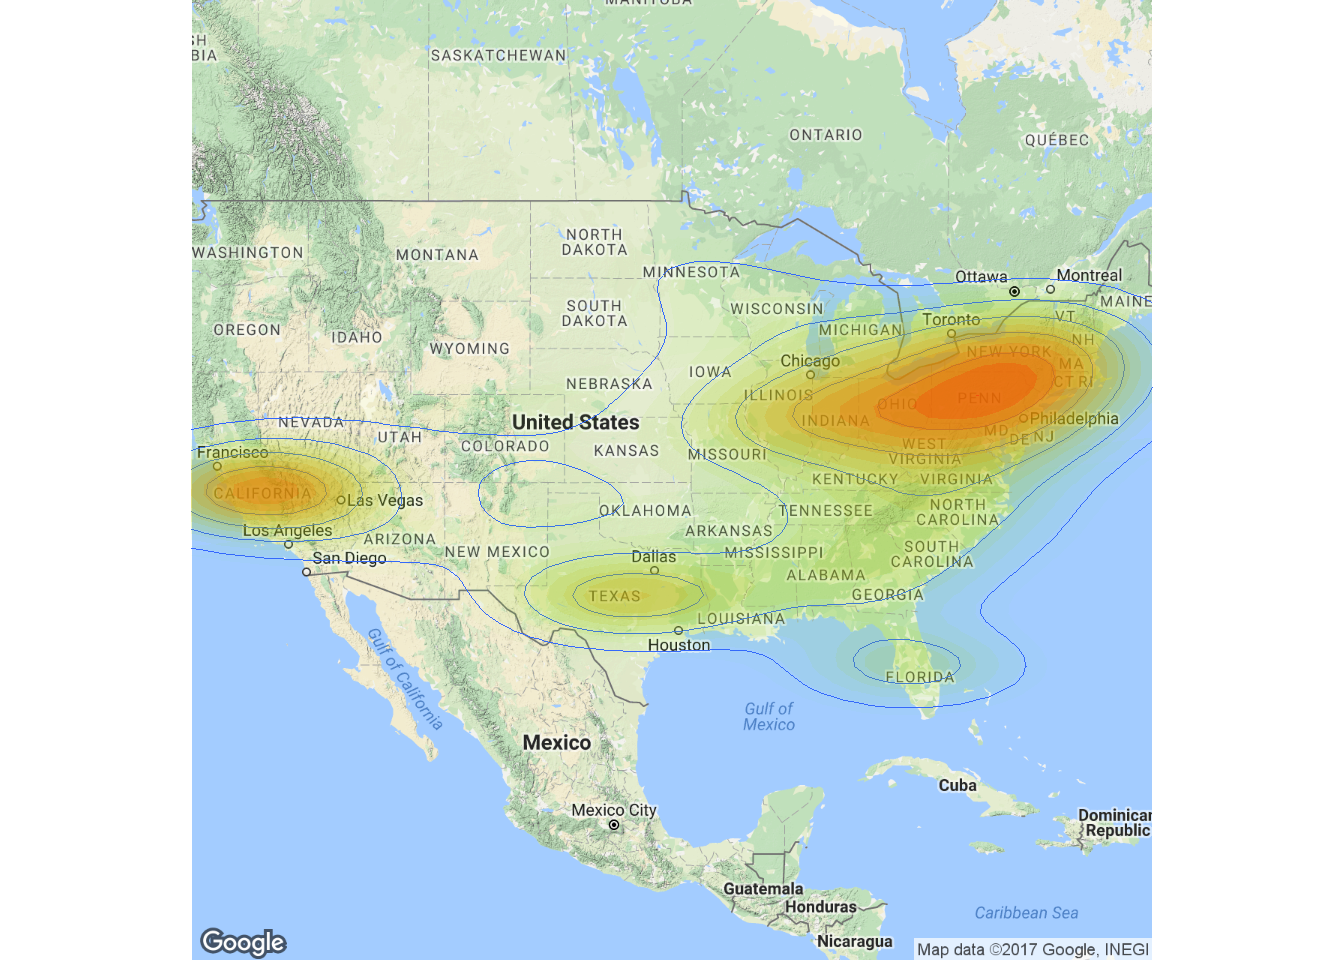 MANITOBA
SH
BIA
SASKATCHEWAN
ONTARIO
QUÉBEC
WASHINGTON
MONTANA
NORTH
DAKOTA
MINNESOTA
Ottawa
Montreal
MAINE
OREGON
IDAHO
WYOMING
SOUTH
DAKOTA
WISCONSIN
MICHIGAN
Toronto
VT
NH
NEW YORK
MA
CT RI
Chicago
IOWA
NEBRASKA
ILLINOIS
INDIANA
OHIO
PENN
Philadelphia
MD
DE
NJ
NEVADA
UTAH
COLORADO
United States
KANSAS
MISSOURI
WEST
VIRGINIA
KENTUCKY
VIRGINIA
Francisco
CALIFORNIA
Las Vegas
Los Angeles
San Diego
ARIZONA
NEW MEXICO
OKLAHOMA
ARKANSAS
TENNESSEE
NORTH
CAROLINA
SOUTH
CAROLINA
MISSISSIPPI
ALABAMA
GEORGIA
Dallas
TEXAS
LOUISIANA
Houston
FLORIDA
Gulf of California
Gulf of
Mexico
Mexico
Mexico City
Cuba
Dominican
Republic
Guatemala
Honduras
Nicaragua
Caribbean Sea
Google
Map data ©2017 Google, INEGI